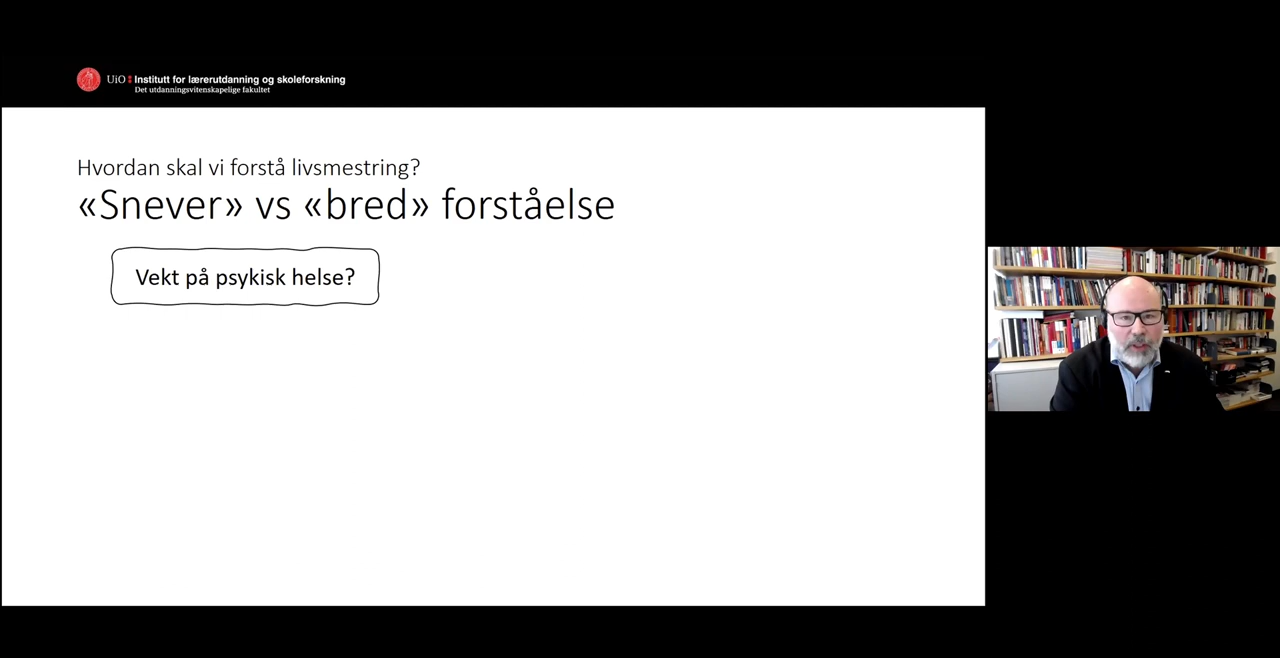 UiO: Institutt for lærerutdanning og skoleforskning
Det utdanningsvitenskapelige fakultet
Hvordan skal vi forstå livsmestring?
«Snever» vs «bred» forståelse
Vekt på psykisk helse?